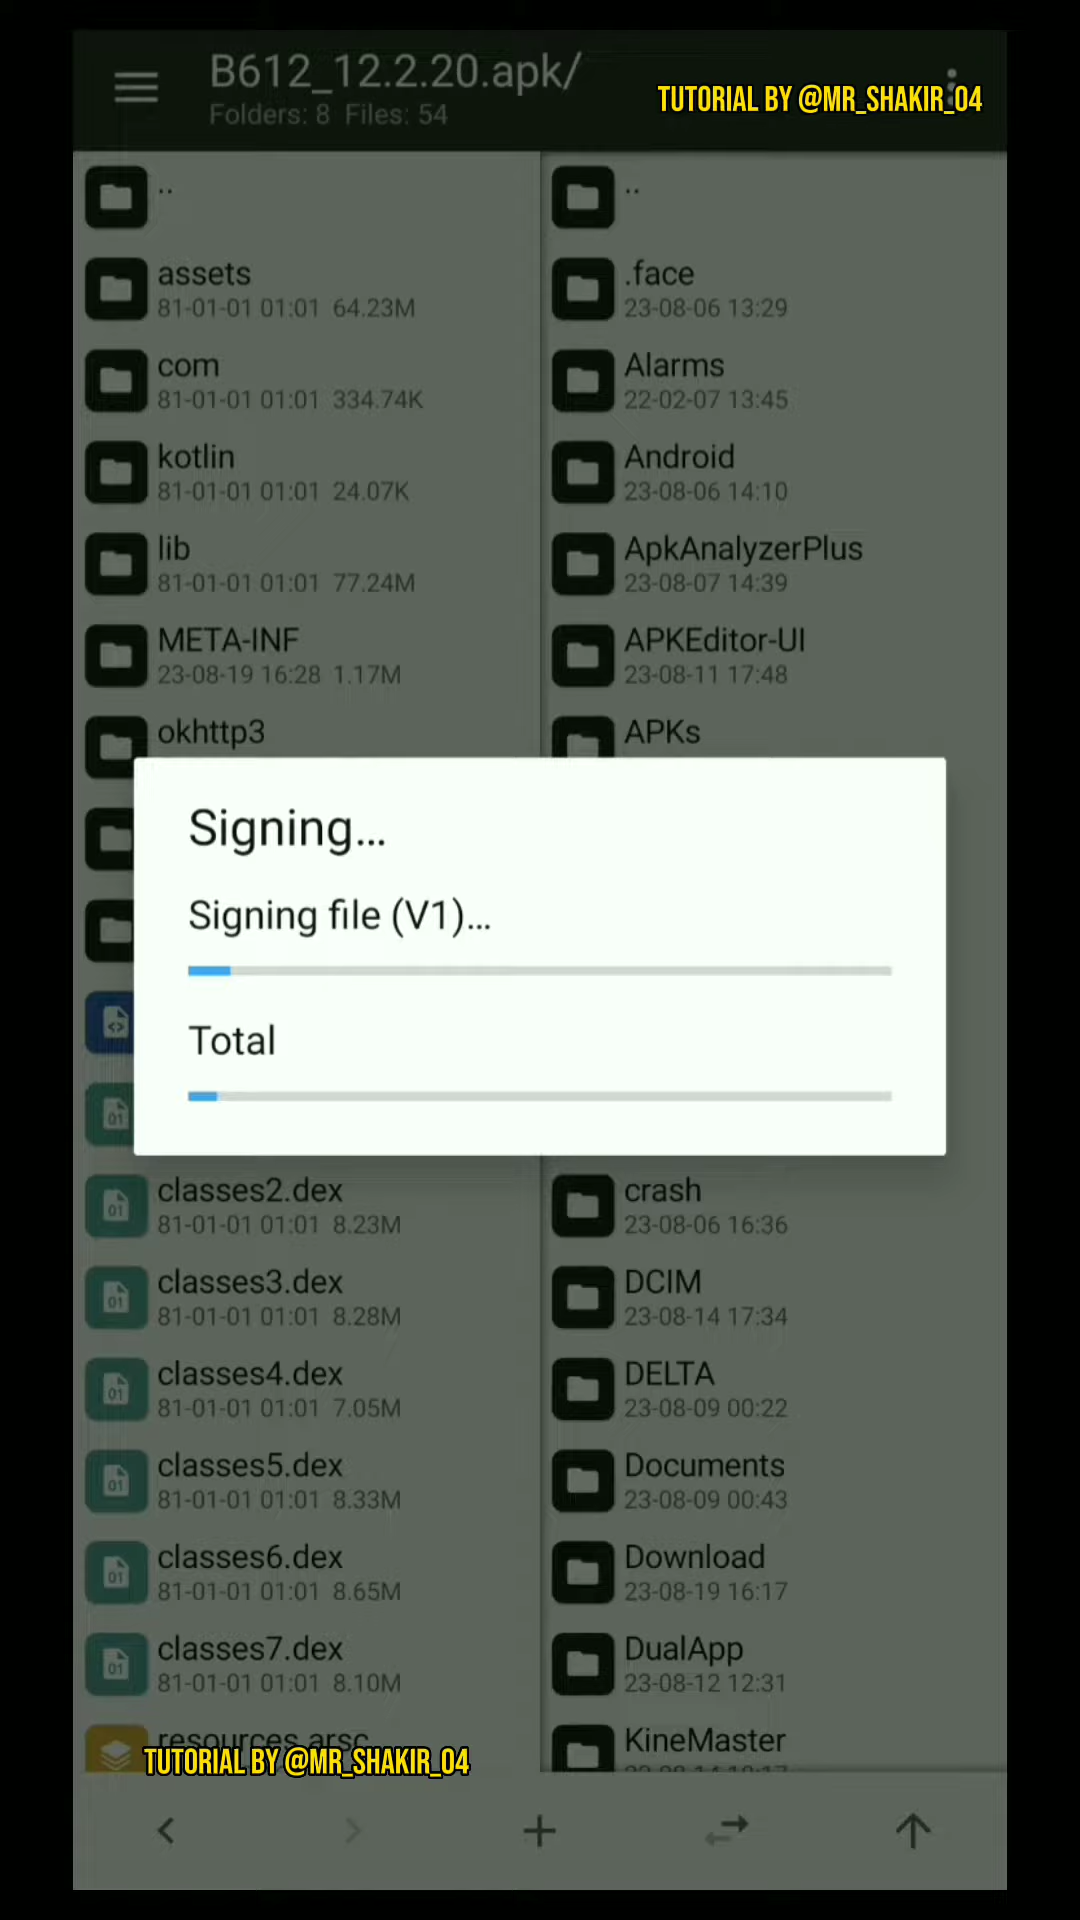 B612_12.2.20.apk/
Folders: 8 Files: 54
TUTORIAL BY @MR_SHAKIR_04
..
assets
81-01-01 01:01 64.23M
com
81-01-01 01:01 334.74K
kotlin
81-01-01 01:01 24.07K
lib
81-01-01 01:01 77.24M
META-INF
23-08-19 16:28 1.17M
okhttp3
..
.face
23-08-06 13:29
Alarms
22-02-07 13:45
Android
23-08-06 14:10
ApkAnalyzerPlus
23-08-07 14:39
APKEditor-UI
23-08-11 17:48
APKs
Signing...
Signing file (V1)...
Total
classes2.dex
81-01-01 01:01 8.23M
classes3.dex
81-01-01 01:01 8.28M
classes4.dex
81-01-01 01:01 7.05M
classes5.dex
81-01-01 01:01 8.33M
classes6.dex
81-01-01 01:01 8.65M
classes7.dex
81-01-01 01:01 8.10M
resources.arsc
TUTORIAL BY @MR_SHAKIR_04
crash
23-08-06 16:36
DCIM
23-08-14 17:34
DELTA
23-08-09 00:22
Documents
23-08-09 00:43
Download
23-08-19 16:17
DualApp
23-08-12 12:31
KineMaster